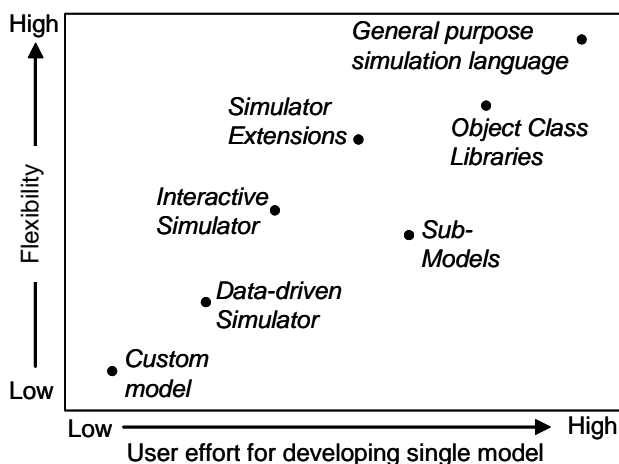 High
General purpose
simulation language
Simulator
Extensions
Object Class
Libraries
Flexibility
Interactive
Simulator
Sub-
Models
Data-driven
Simulator
Custom
model
Low
Low
High
User effort for developing single model